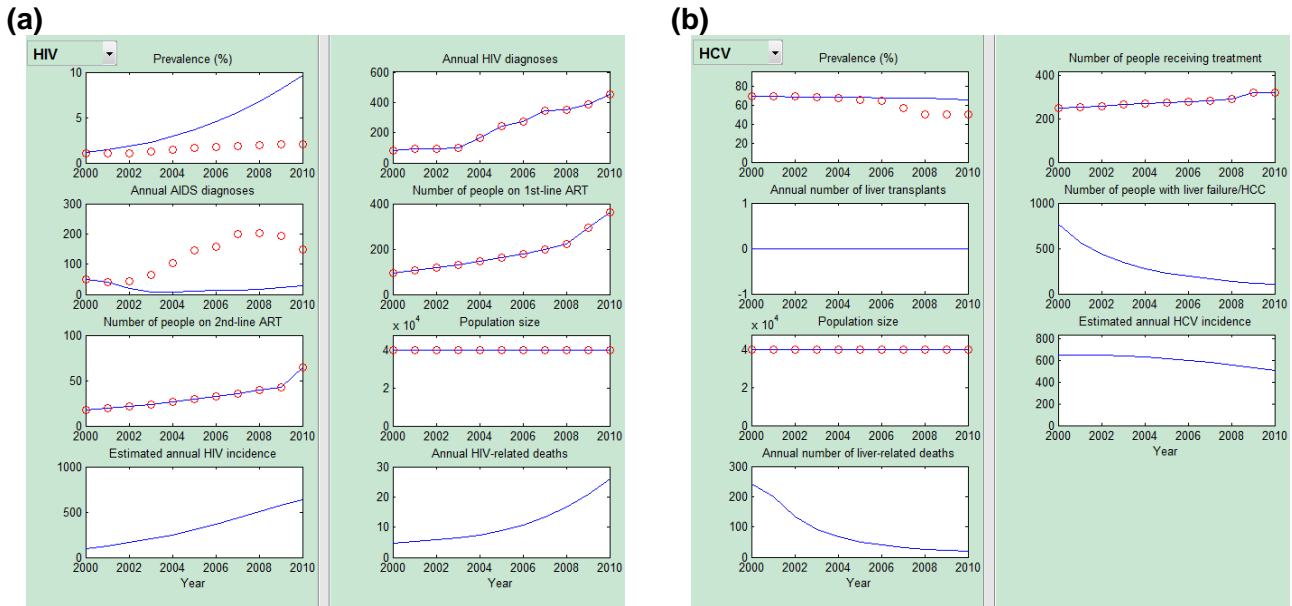 (a)
HIV
Prevalence (%)
10
5
0
2000 2002 2004 2006 2008 2010
Annual HIV diagnoses
600
400
200
0
2000 2002 2004 2006 2008 2010
Annual AIDS diagnoses
300
200
100
0
2000 2002 2004 2006 2008 2010
Number of people on 1st-line ART
400
200
0
2000 2002 2004 2006 2008 2010
Number of people on 2nd-line ART
100
50
0
2000 2002 2004 2006 2008 2010
Population size
x 10^4
4
2
0
2000 2002 2004 2006 2008 2010
Estimated annual HIV incidence
1000
500
0
2000 2002 2004 2006 2008 2010
Year
Annual HIV-related deaths
30
20
10
0
2000 2002 2004 2006 2008 2010
Year
(b)
HCV
Prevalence (%)
80
60
40
20
0
2000 2002 2004 2006 2008 2010
Number of people receiving treatment
400
200
0
2000 2002 2004 2006 2008 2010
Annual number of liver transplants
1
0
-1
2000 2002 2004 2006 2008 2010
Number of people with liver failure/HCC
1000
500
0
2000 2002 2004 2006 2008 2010
Population size
x 10^4
4
2
0
2000 2002 2004 2006 2008 2010
Estimated annual HCV incidence
800
600
400
200
0
2000 2002 2004 2006 2008 2010
Year
Annual number of liver-related deaths
300
200
100
0
2000 2002 2004 2006 2008 2010
Year